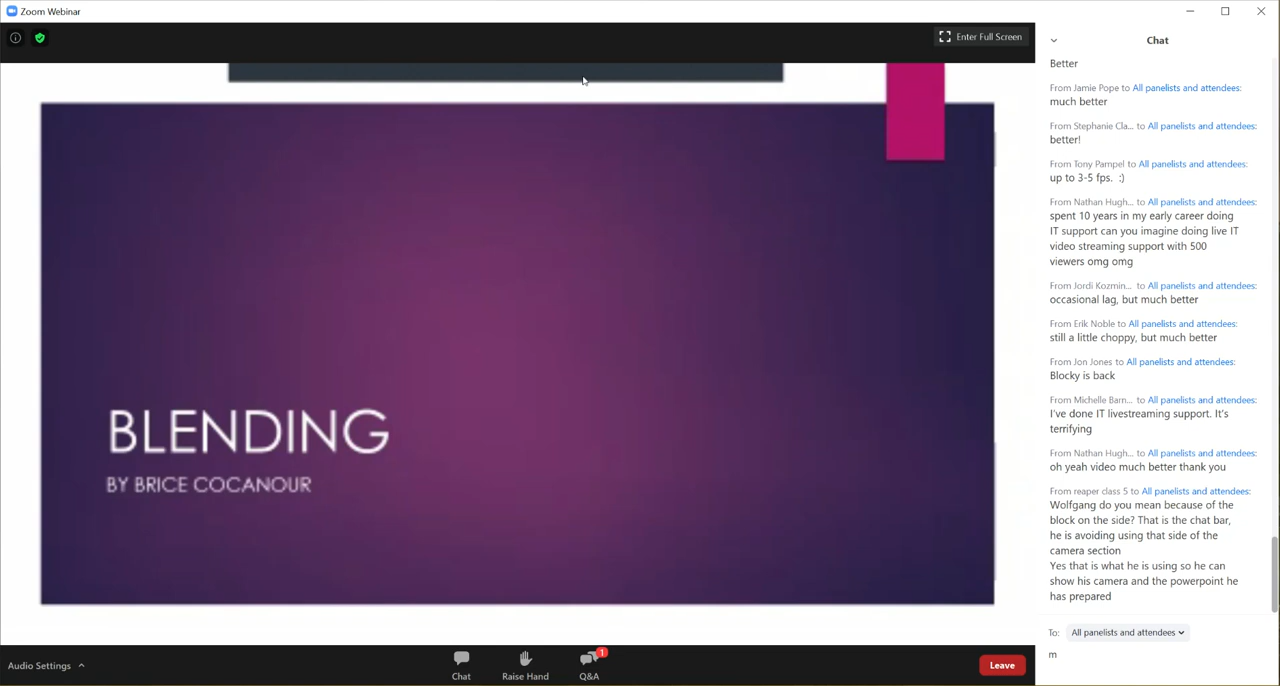 Zoom Webinar
Enter Full Screen
BLENDING
BY BRICE COCANOUR
Chat
Better
From Jamie Pope to All panelists and attendees:
much better
From Stephanie Cla... to All panelists and attendees:
better!
From Tony Pampel to All panelists and attendees:
up to 3-5 fps. :)
From Nathan Hugh... to All panelists and attendees:
spent 10 years in my early career doing
IT support can you imagine doing live IT
video streaming support with 500
viewers omg omg
From Jordi Kozmin... to All panelists and attendees:
occasional lag, but much better
From Erik Noble to All panelists and attendees:
still a little choppy, but much better
From Jon Jones to All panelists and attendees:
Blocky is back
From Michelle Barn... to All panelists and attendees:
I've done IT livestreaming support. It's
terrifying
From Nathan Hugh... to All panelists and attendees:
oh yeah video much better thank you
From reaper class 5 to All panelists and attendees:
Wolfgang do you mean because of the
block on the side? That is the chat bar,
he is avoiding using that side of the
camera section
Yes that is what he is using so he can
show his camera and the powerpoint he
has prepared
To: All panelists and attendees
m
Audio Settings
Chat
Raise Hand
1
Q&A
Leave